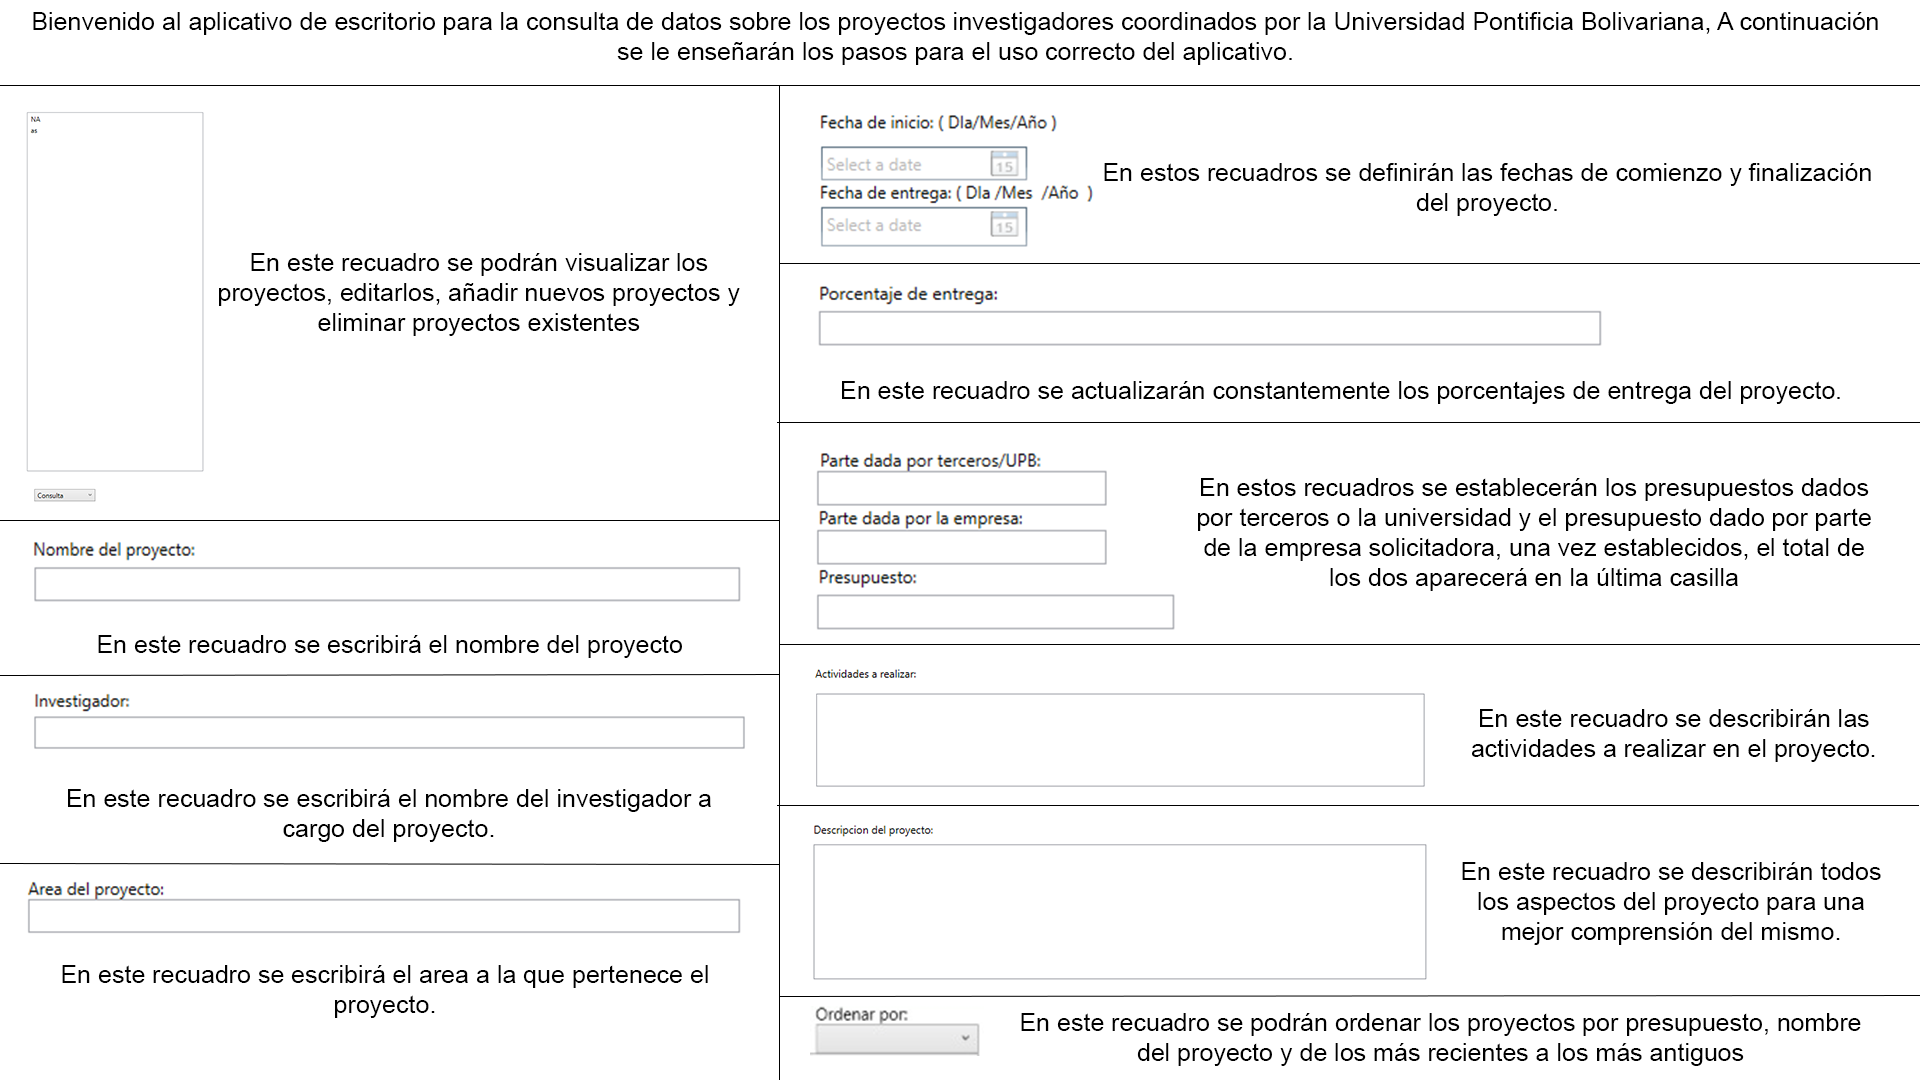 Bienvenido al aplicativo de escritorio para la consulta de datos sobre los proyectos investigadores coordinados por la Universidad Pontificia Bolivariana, A continuación
se le enseñarán los pasos para el uso correcto del aplicativo.
NA
as
En este recuadro se podrán visualizar los
proyectos, editarlos, añadir nuevos proyectos y
eliminar proyectos existentes
Consulta
Nombre del proyecto:
En este recuadro se escribirá el nombre del proyecto
Investigador:
En este recuadro se escribirá el nombre del investigador a
cargo del proyecto.
Area del proyecto:
En este recuadro se escribirá el area a la que pertenece el
proyecto.
Fecha de inicio: ( DIa/Mes/Año )
Select a date
15
Fecha de entrega: ( DIa /Mes  /Año  )
Select a date
15
En estos recuadros se definirán las fechas de comienzo y finalización
del proyecto.
Porcentaje de entrega:
En este recuadro se actualizarán constantemente los porcentajes de entrega del proyecto.
Parte dada por terceros/UPB:
Parte dada por la empresa:
Presupuesto:
En estos recuadros se establecerán los presupuestos dados
por terceros o la universidad y el presupuesto dado por parte
de la empresa solicitadora, una vez establecidos, el total de
los dos aparecerá en la última casilla
Actividades a realizar:
En este recuadro se describirán las
actividades a realizar en el proyecto.
Descripcion del proyecto:
En este recuadro se describirán todos
los aspectos del proyecto para una
mejor comprensión del mismo.
Ordenar por:
En este recuadro se podrán ordenar los proyectos por presupuesto, nombre
del proyecto y de los más recientes a los más antiguos